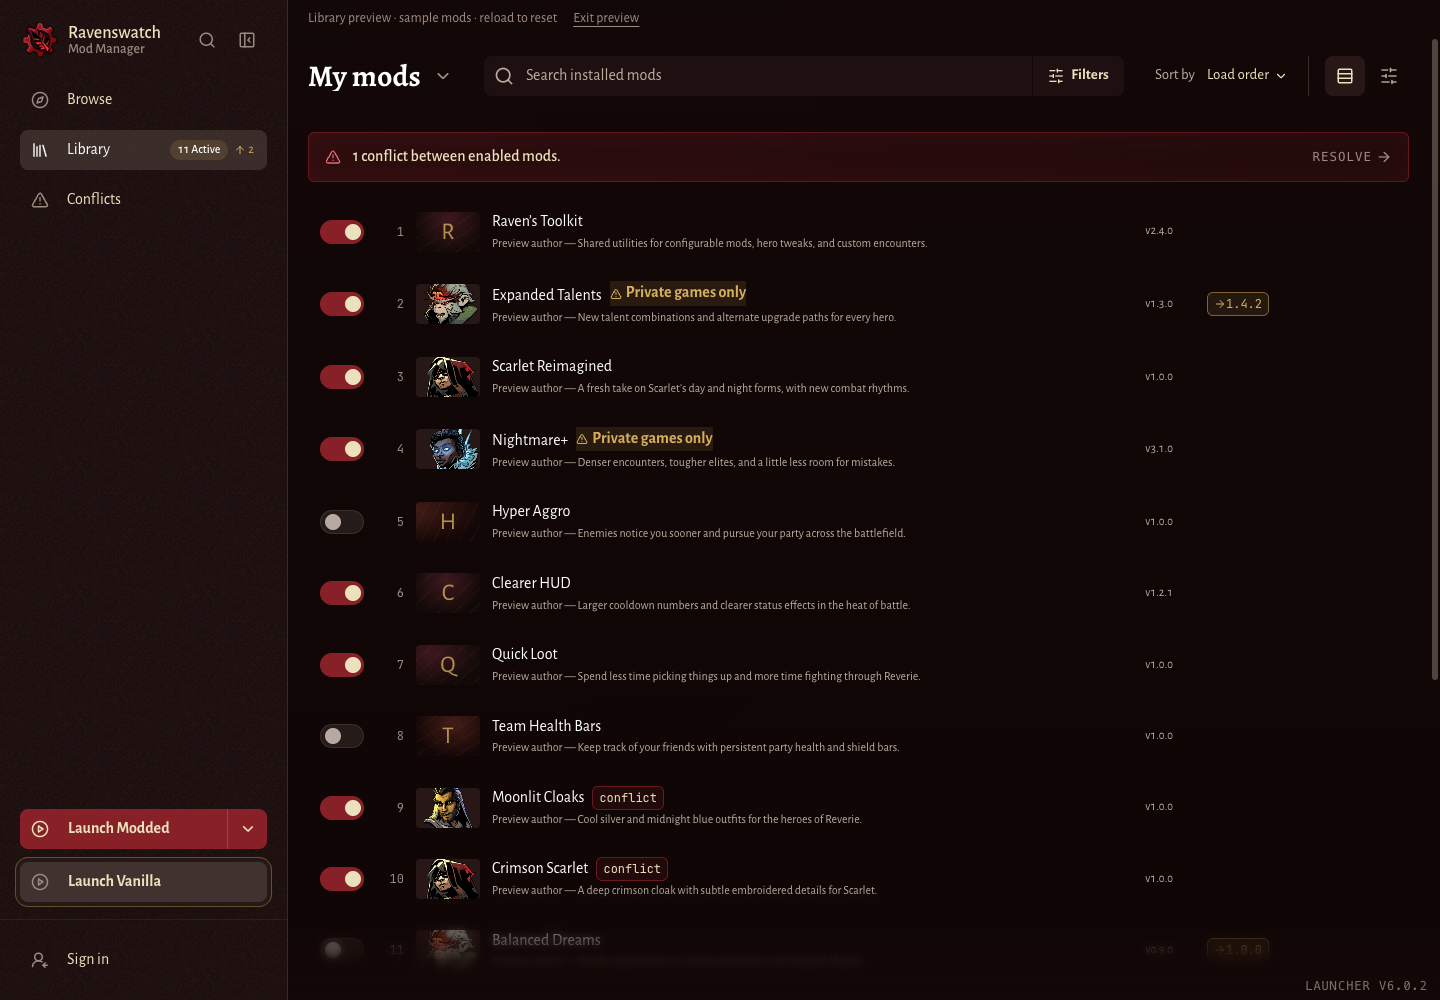 Library preview · sample mods · reload to reset Exit preview
Ravenswatch
Mod Manager
Browse
Library 11 Active ↑ 2
Conflicts
Launch Modded
Launch Vanilla
Sign in
My mods
Search installed mods
Filters
Sort by Load order
1 conflict between enabled mods.
RESOLVE →
1 R Raven's Toolkit v2.4.0
Preview author — Shared utilities for configurable mods, hero tweaks, and custom encounters.
2 Expanded Talents Private games only v1.3.0 →1.4.2
Preview author — New talent combinations and alternate upgrade paths for every hero.
3 Scarlet Reimagined v1.0.0
Preview author — A fresh take on Scarlet's day and night forms, with new combat rhythms.
4 Nightmare+ Private games only v3.1.0
Preview author — Denser encounters, tougher elites, and a little less room for mistakes.
5 H Hyper Aggro v1.0.0
Preview author — Enemies notice you sooner and pursue your party across the battlefield.
6 C Clearer HUD v1.2.1
Preview author — Larger cooldown numbers and clearer status effects in the heat of battle.
7 Q Quick Loot v1.0.0
Preview author — Spend less time picking things up and more time fighting through Reverie.
8 T Team Health Bars v1.0.0
Preview author — Keep track of your friends with persistent party health and shield bars.
9 Moonlit Cloaks conflict v1.0.0
Preview author — Cool silver and midnight blue outfits for the heroes of Reverie.
10 Crimson Scarlet conflict v1.0.0
Preview author — A deep crimson cloak with subtle embroidered details for Scarlet.
11 Balanced Dreams v0.9.0 →1.0.0
LAUNCHER V6.0.2